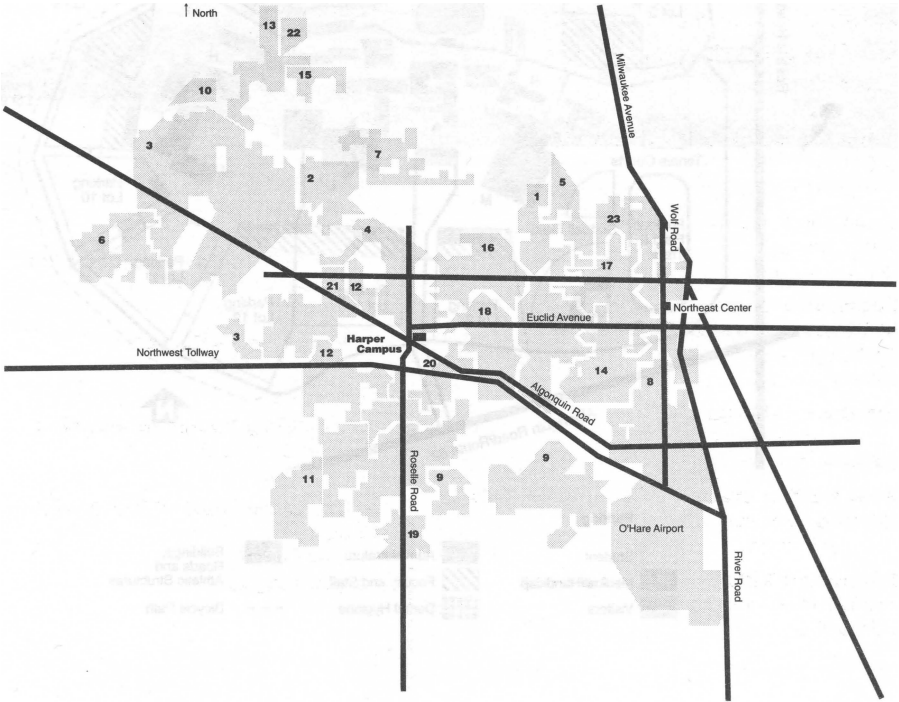 ↑ North
13
22
15
10
3
7
2
5
1
6
4
23
16
17
21
12
18
3
12
20
14
8
9
9
11
19
Milwaukee Avenue
Wolf Road
Northeast Center
Euclid Avenue
Harper
Campus
Northwest Tollway
Algonquin Road
Roselle Road
O'Hare Airport
River Road